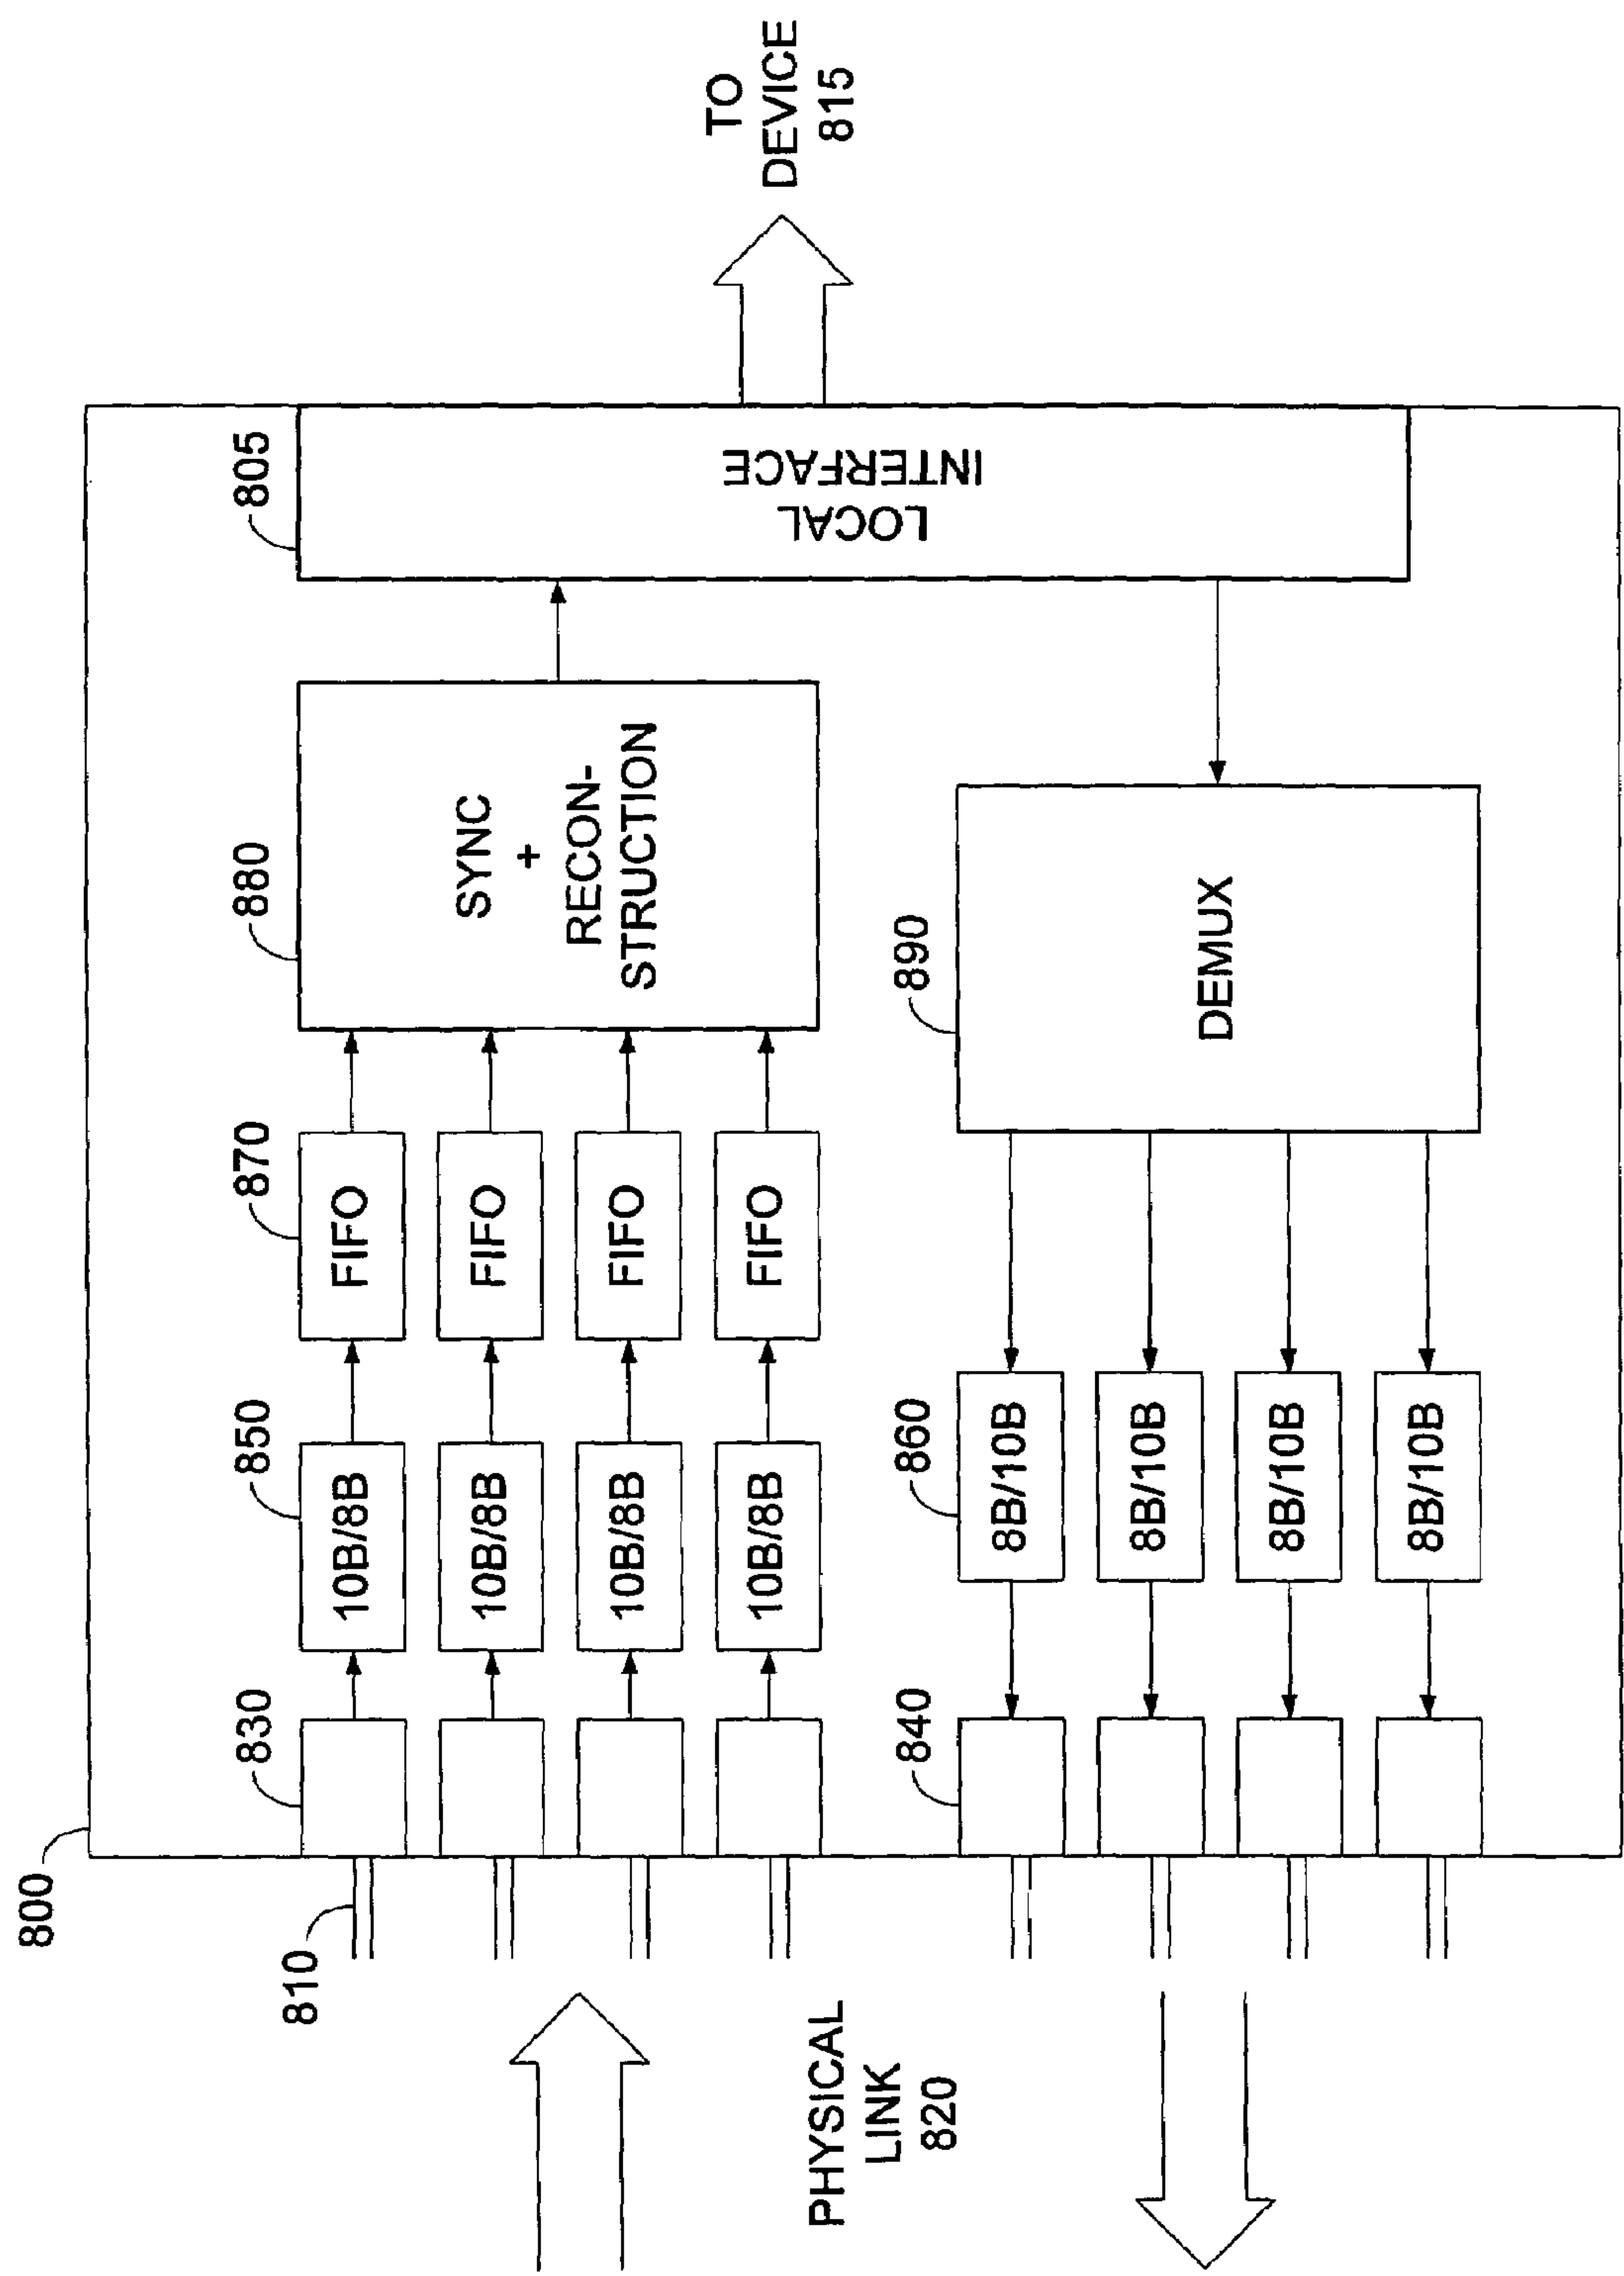 800
805
TO
DEVICE
815
810
830
850
870
880
10B/8B
FIFO
10B/8B
FIFO
10B/8B
FIFO
10B/8B
FIFO
SYNC
+
RECON-
STRUCTION
LOCAL
INTERFACE
PHYSICAL
LINK
820
840
860
890
8B/10B
8B/10B
8B/10B
8B/10B
DEMUX